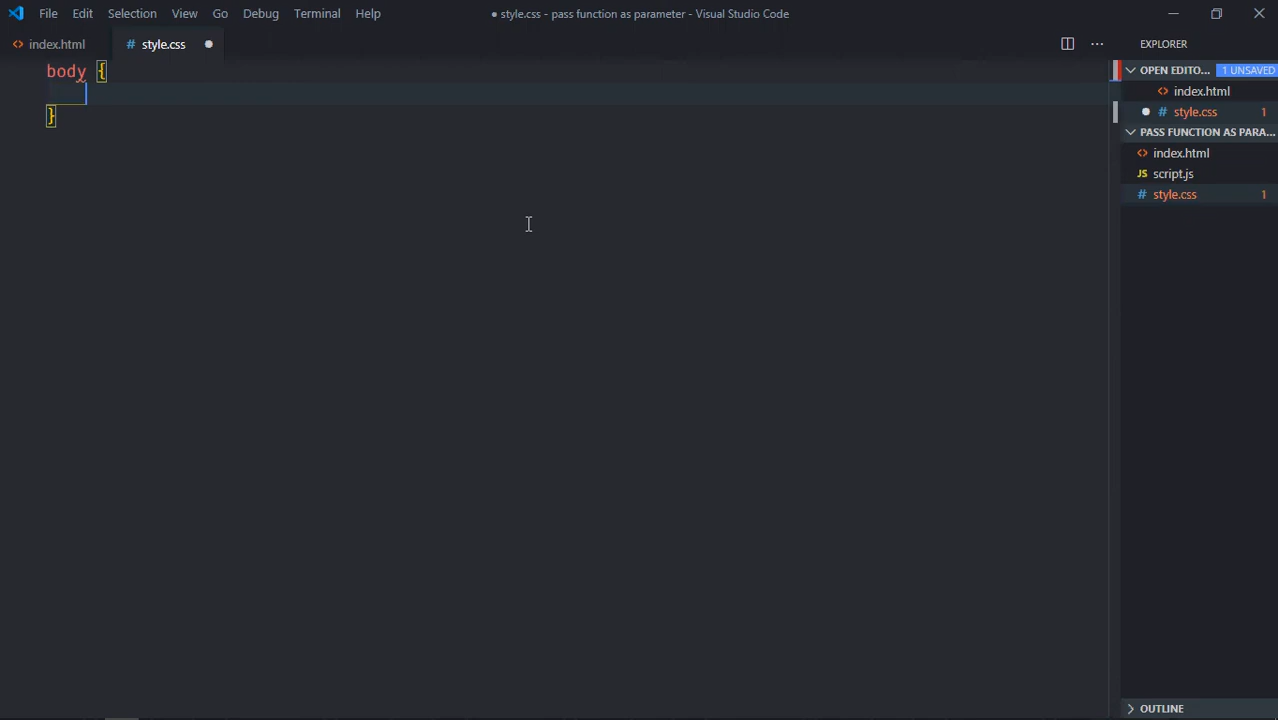 File Edit Selection View Go Debug Terminal Help
● style.css - pass function as parameter - Visual Studio Code
<> index.html
# style.css ●
body {
}
EXPLORER
OPEN EDITO... 1 UNSAVED
<> index.html
● # style.css 1
PASS FUNCTION AS PARA...
<> index.html
JS script.js
# style.css 1
OUTLINE